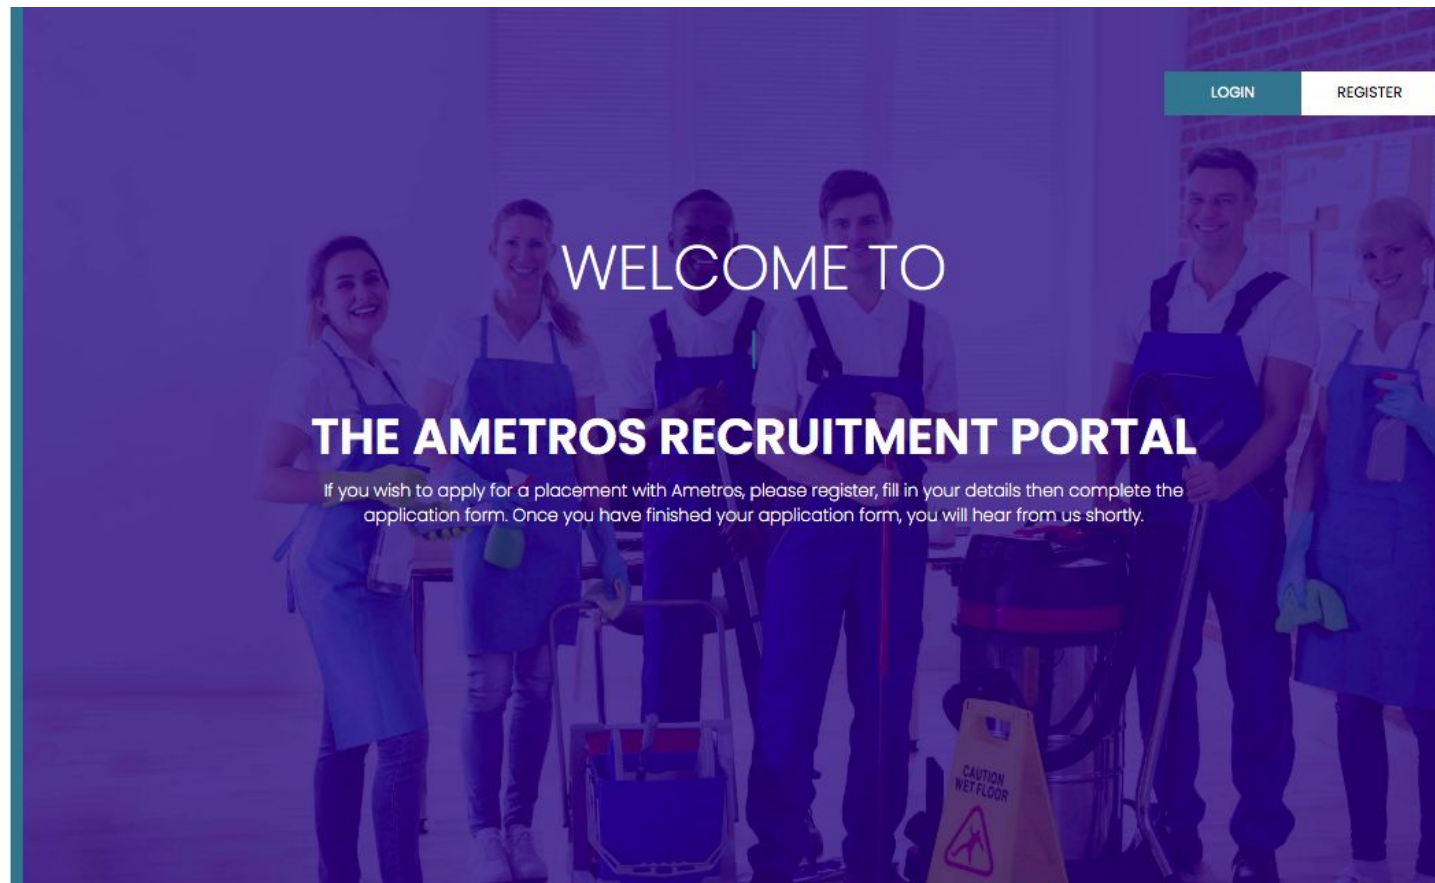 LOGIN
REGISTER
WELCOME TO
THE AMETROS RECRUITMENT PORTAL
If you wish to apply for a placement with Ametros, please register, fill in your details then complete the
application form. Once you have finished your application form, you will hear from us shortly.
CAUTION
WET FLOOR